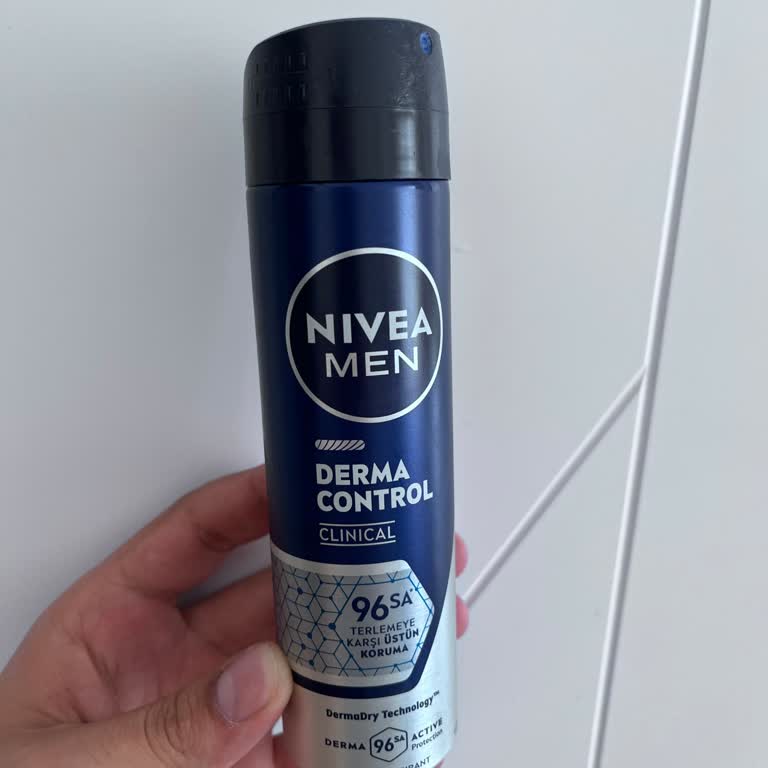 NIVEA
MEN
DERMA
CONTROL
CLINICAL
96SA*
TERLEMEYE
KARŞI ÜSTÜN
KORUMA
DermaDry Technology™
DERMA 96SA ACTIVE
Protection